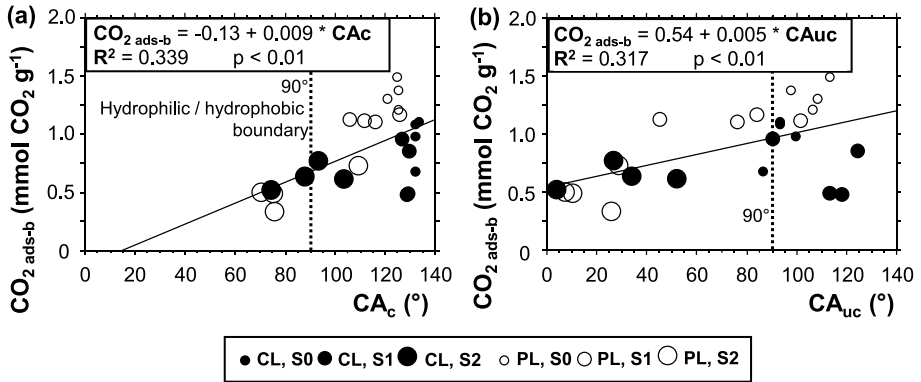 (a)
CO2 ads-b = -0.13 + 0.009 * CAc
R² = 0.339 p < 0.01
90°
Hydrophilic / hydrophobic
boundary
CO2 ads-b (mmol CO2 g-1)
2.0
1.5
1.0
0.5
0
0 20 40 60 80 100 120 140
CAc (°)
(b)
CO2 ads-b = 0.54 + 0.005 * CAuc
R² = 0.317 p < 0.01
90°
CO2 ads-b (mmol CO2 g-1)
2.0
1.5
1.0
0.5
0
0 20 40 60 80 100 120 140
CAuc (°)
CL, S0 CL, S1 CL, S2 PL, S0 PL, S1 PL, S2